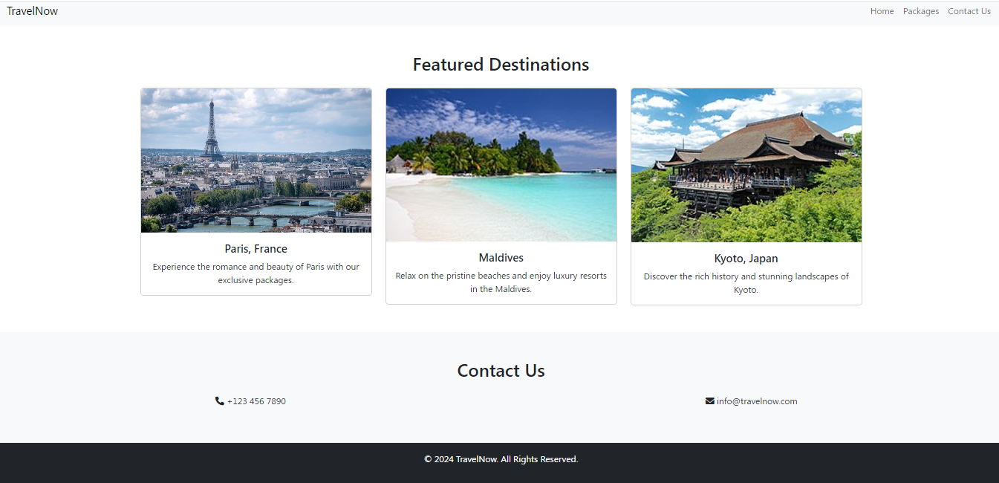 TravelNow
Home Packages Contact Us
Featured Destinations
Paris, France
Experience the romance and beauty of Paris with our
exclusive packages.
Maldives
Relax on the pristine beaches and enjoy luxury resorts
in the Maldives.
Kyoto, Japan
Discover the rich history and stunning landscapes of
Kyoto.
Contact Us
+123 456 7890
info@travelnow.com
© 2024 TravelNow. All Rights Reserved.